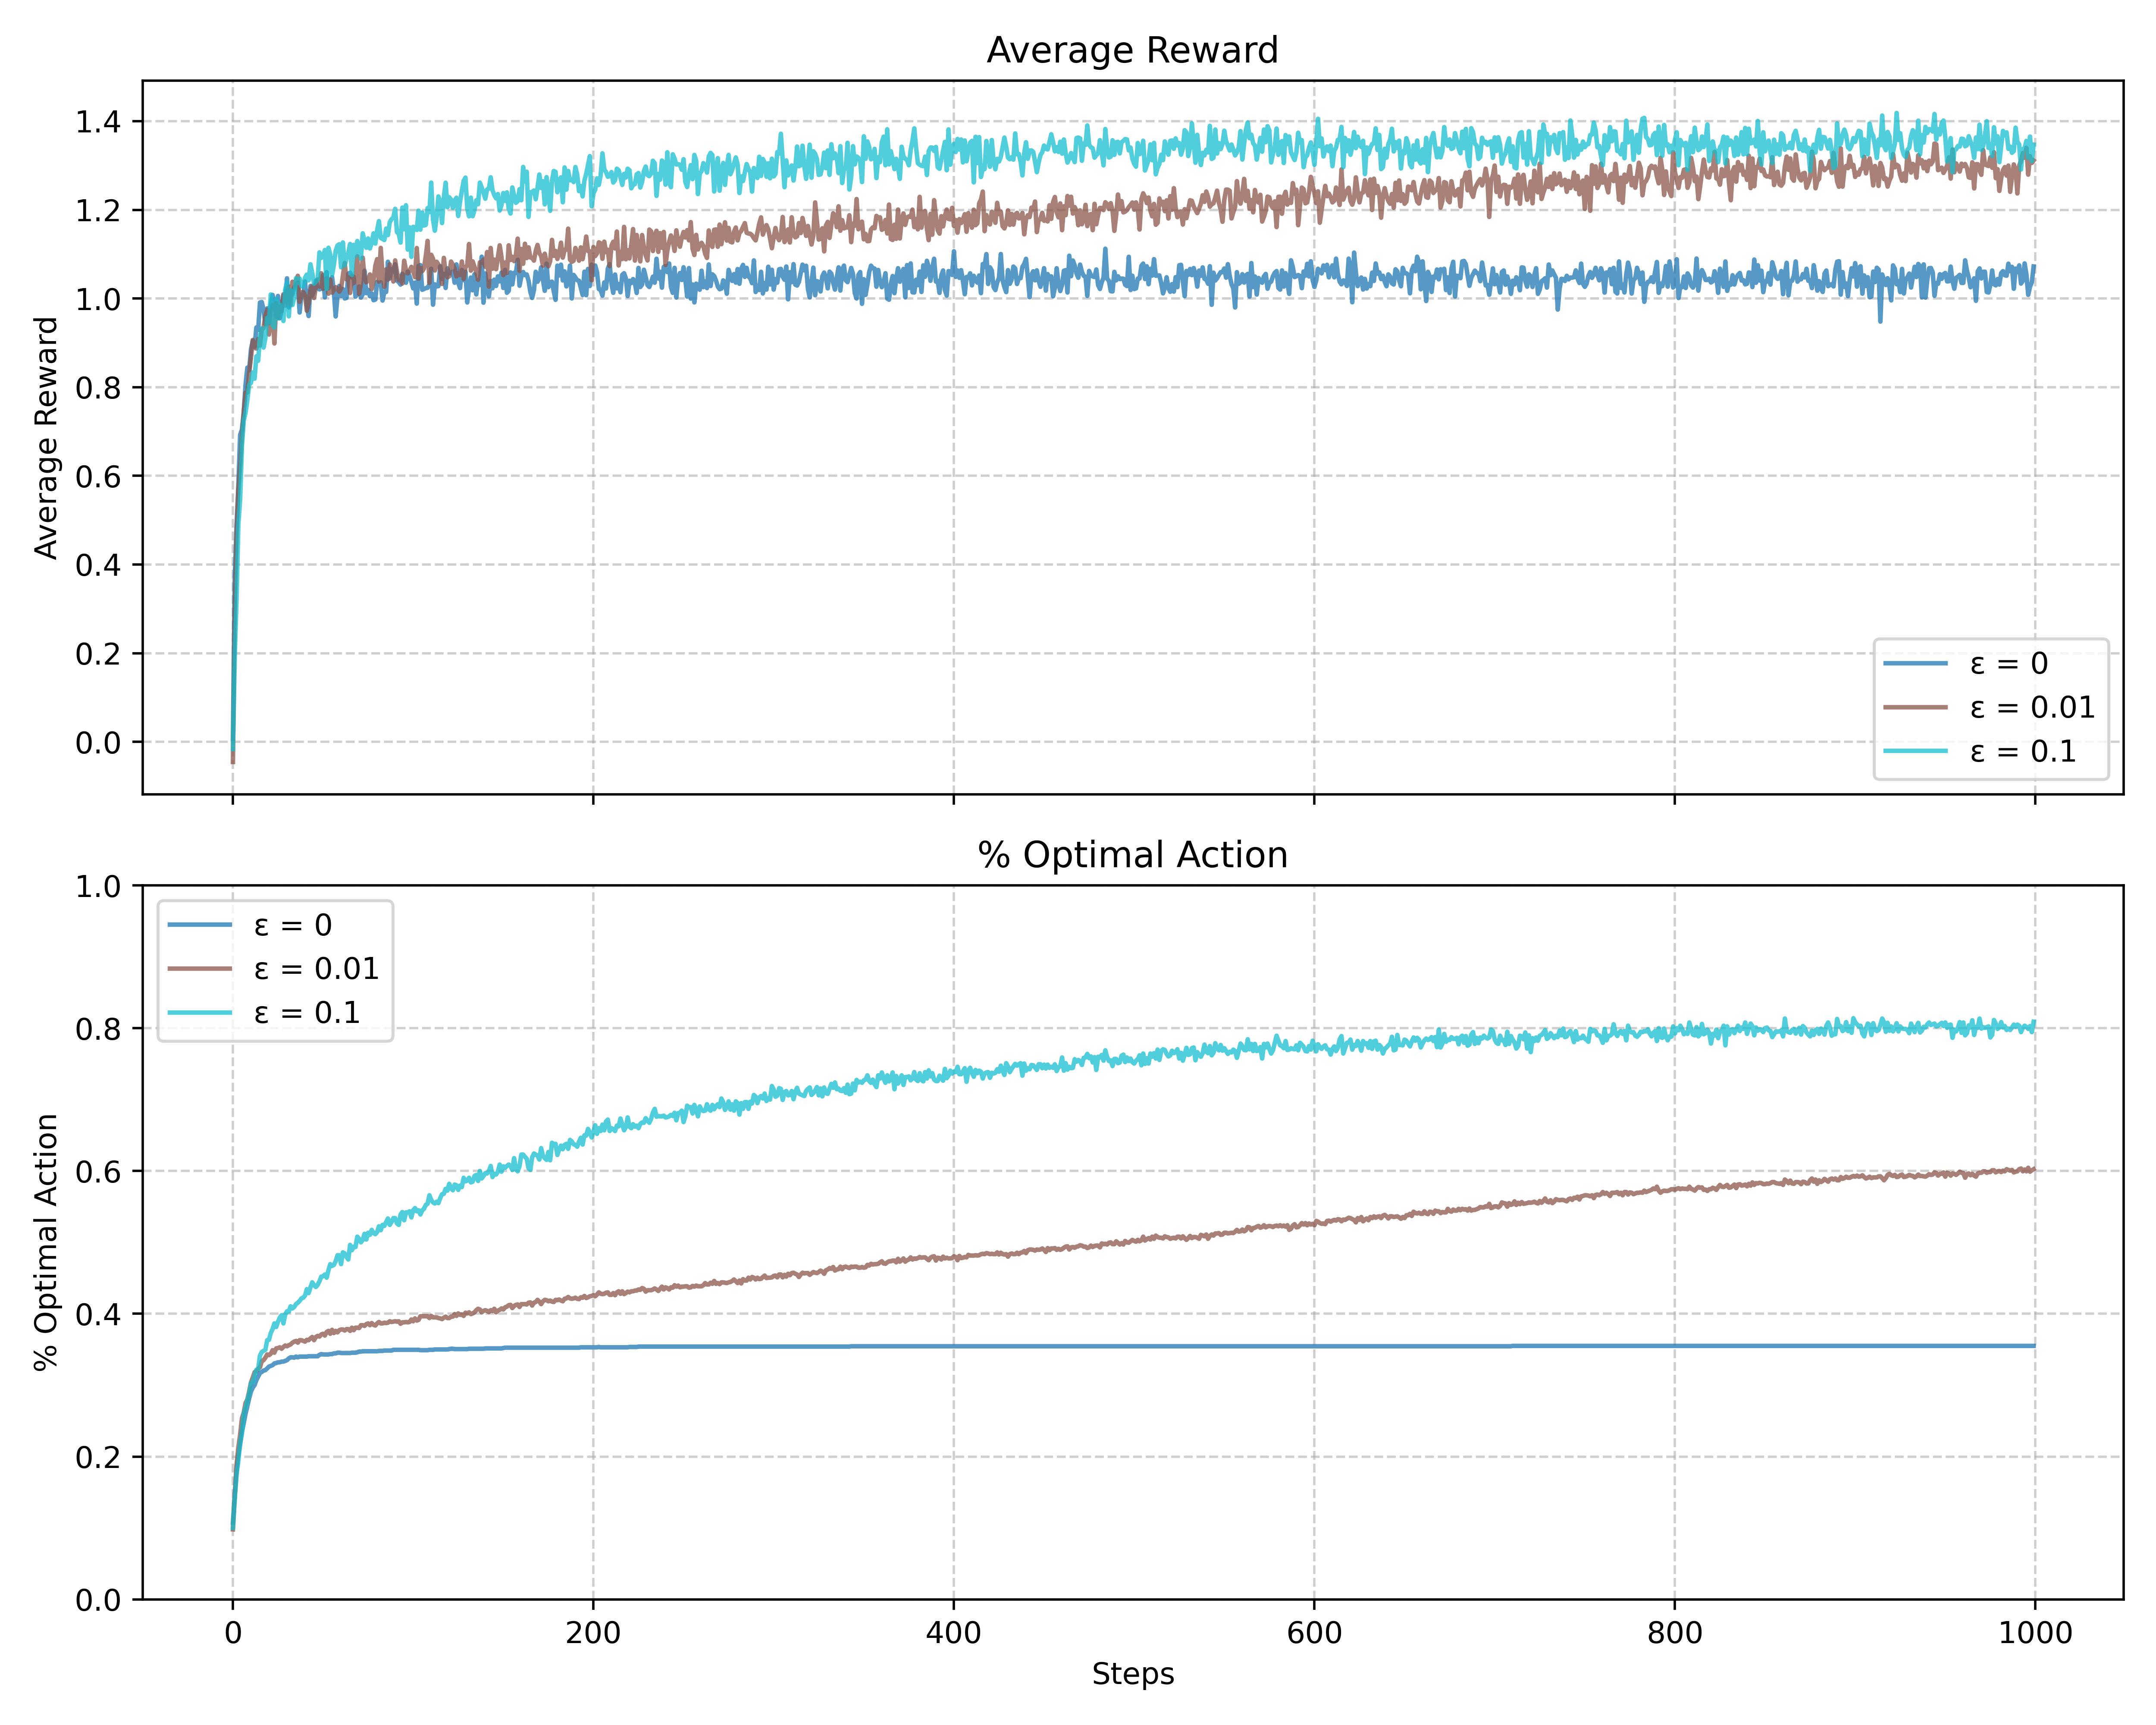 Average Reward
Average Reward
1.4
1.2
1.0
0.8
0.6
0.4
0.2
0.0
ε = 0
ε = 0.01
ε = 0.1
% Optimal Action
% Optimal Action
1.0
0.8
0.6
0.4
0.2
0.0
ε = 0
ε = 0.01
ε = 0.1
0 200 400 600 800 1000
Steps